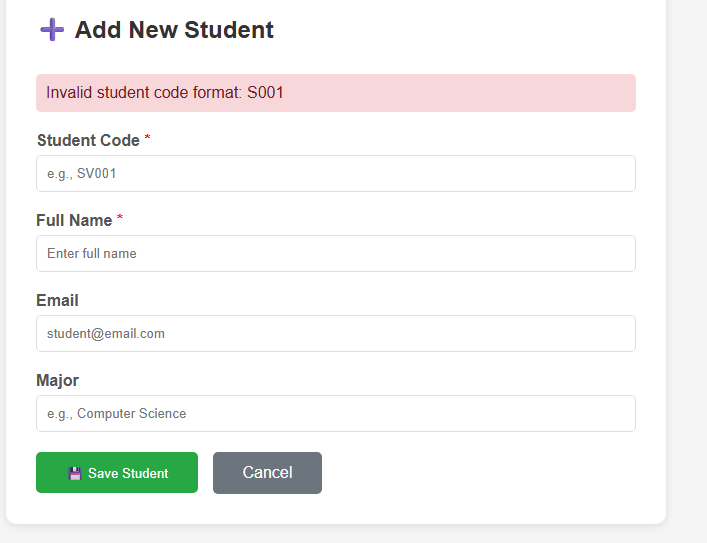 Add New Student
Invalid student code format: S001
Student Code *
e.g., SV001
Full Name *
Enter full name
Email
student@email.com
Major
e.g., Computer Science
Save Student
Cancel